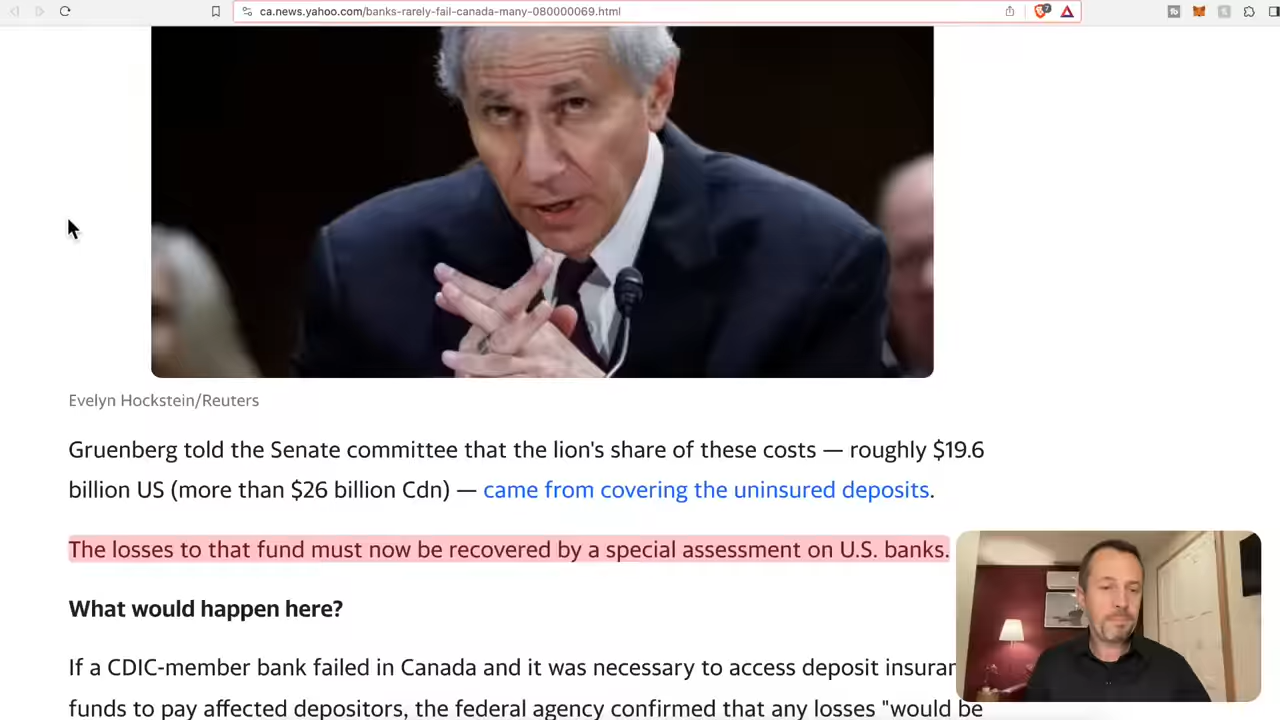 ca.news.yahoo.com/banks-rarely-fail-canada-many-080000069.html
7
Evelyn Hockstein/Reuters
Gruenberg told the Senate committee that the lion's share of these costs — roughly $19.6
billion US (more than $26 billion Cdn) — came from covering the uninsured deposits.
The losses to that fund must now be recovered by a special assessment on U.S. banks.
What would happen here?
If a CDIC-member bank failed in Canada and it was necessary to access deposit
funds to pay affected depositors, the federal agency confirmed that any losses "would be